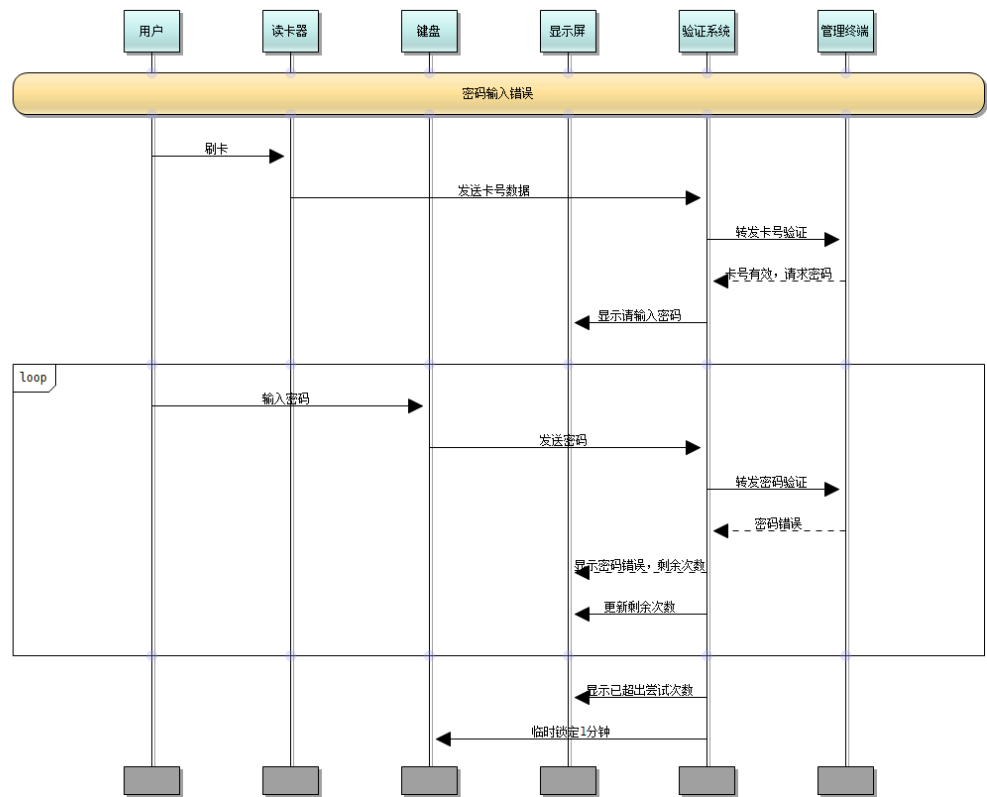 用户
读卡器
键盘
显示屏
验证系统
管理终端
密码输入错误
刷卡
发送卡号数据
转发卡号验证
卡号有效，请求密码
显示请输入密码
loop
输入密码
发送密码
转发密码验证
密码错误
显示密码错误，剩余次数
更新剩余次数
显示已超出尝试次数
临时锁定1分钟